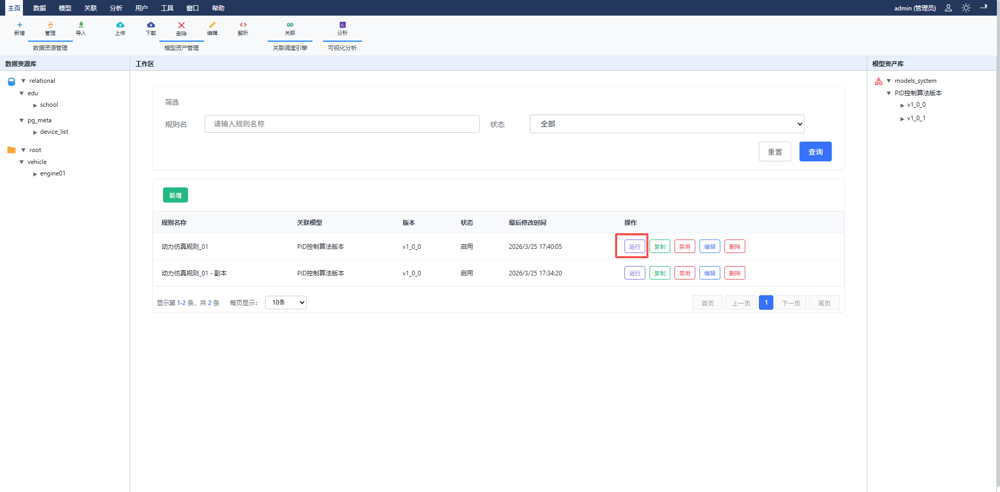 主页 数据 模型 关联 分析 用户 工具 窗口 帮助 admin (管理员)
新增 管理 导入 上传 下载 删除 编辑 解析 关联 分析
数据资源管理 模型资产管理 关联调度引擎 可视化分析
数据资源库 工作区 模型资产库
relational
edu
school
pg_meta
device_list
root
vehicle
engine01
筛选
规则名 请输入规则名称 状态 全部
重置 查询
新增
规则名称 关联模型 版本 状态 最后修改时间 操作
动力仿真规则_01 PID控制算法版本 v1_0_0 启用 2026/3/25 17:40:05 运行 复制 禁用 编辑 删除
动力仿真规则_01 - 副本 PID控制算法版本 v1_0_0 启用 2026/3/25 17:34:20 运行 复制 禁用 编辑 删除
显示第 1-2 条，共 2 条 每页显示： 10条 首页 上一页 1 下一页 尾页
models_system
PID控制算法版本
v1_0_0
v1_0_1